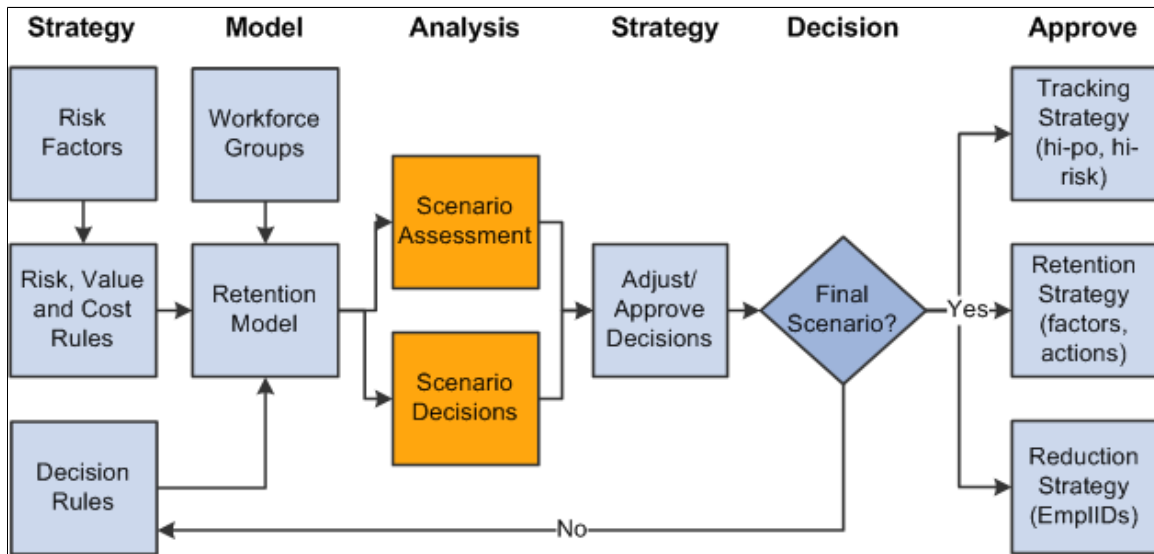 Strategy
Model
Analysis
Strategy
Decision
Approve
Risk
Factors
Workforce
Groups
Tracking
Strategy
(hi-po, hi-
risk)
Scenario
Assessment
Risk, Value
and Cost
Rules
Retention
Model
Adjust/
Approve
Decisions
Final
Scenario?
Yes
Retention
Strategy
(factors,
actions)
Scenario
Decisions
Decision
Rules
Reduction
Strategy
(EmplIDs)
No